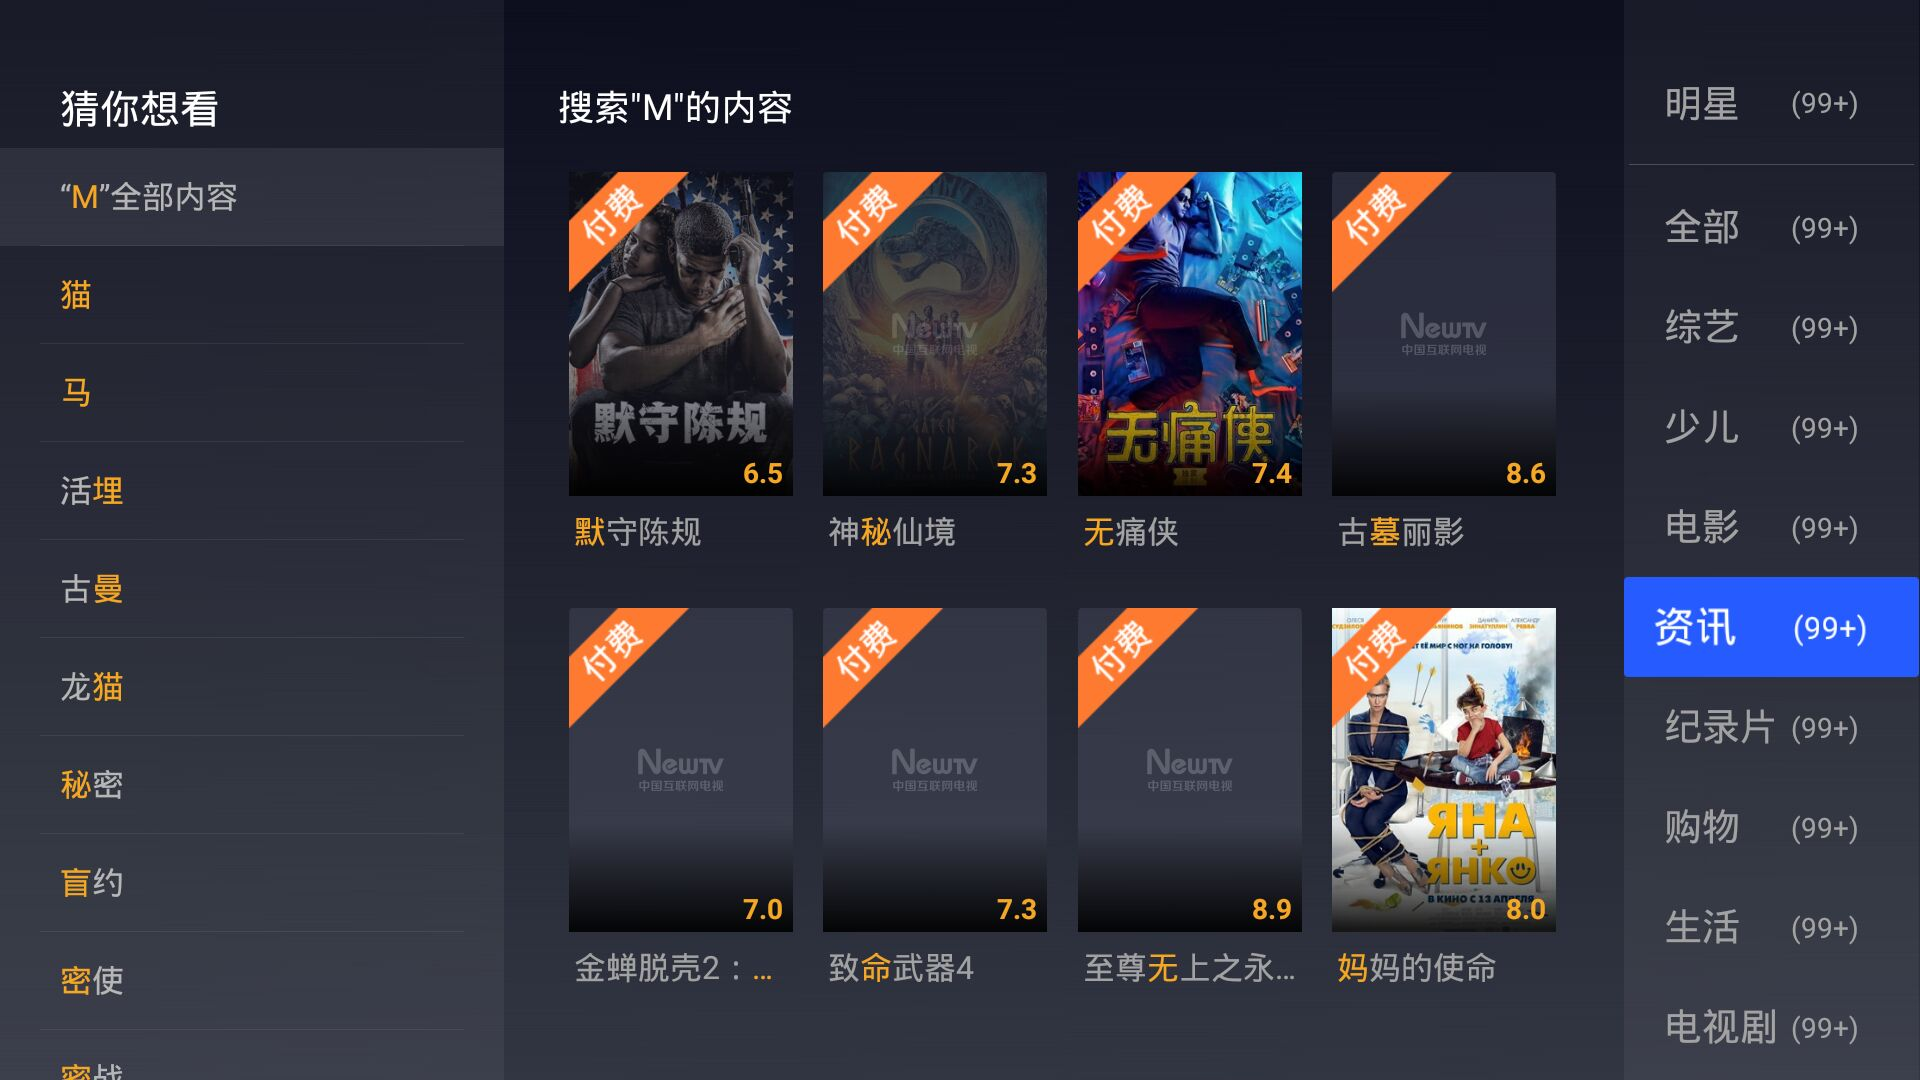 猜你想看
“M”全部内容
猫
马
活埋
古曼
龙猫
秘密
盲约
密使
密战
搜索"M"的内容
付费
默守陈规
6.5
默守陈规
付费
NewTV
中国互联网电视
RAGNAROK
7.3
神秘仙境
付费
无痛侠
7.4
无痛侠
付费
NewTV
中国互联网电视
8.6
古墓丽影
付费
NewTV
中国互联网电视
7.0
金蝉脱壳2：...
付费
NewTV
中国互联网电视
7.3
致命武器4
付费
NewTV
中国互联网电视
8.9
至尊无上之永...
付费
ЯНА
+
ЯНКО
В КИНО С 13 АПРЕЛЯ
8.0
妈妈的使命
明星 (99+)
全部 (99+)
综艺 (99+)
少儿 (99+)
电影 (99+)
资讯 (99+)
纪录片 (99+)
购物 (99+)
生活 (99+)
电视剧 (99+)